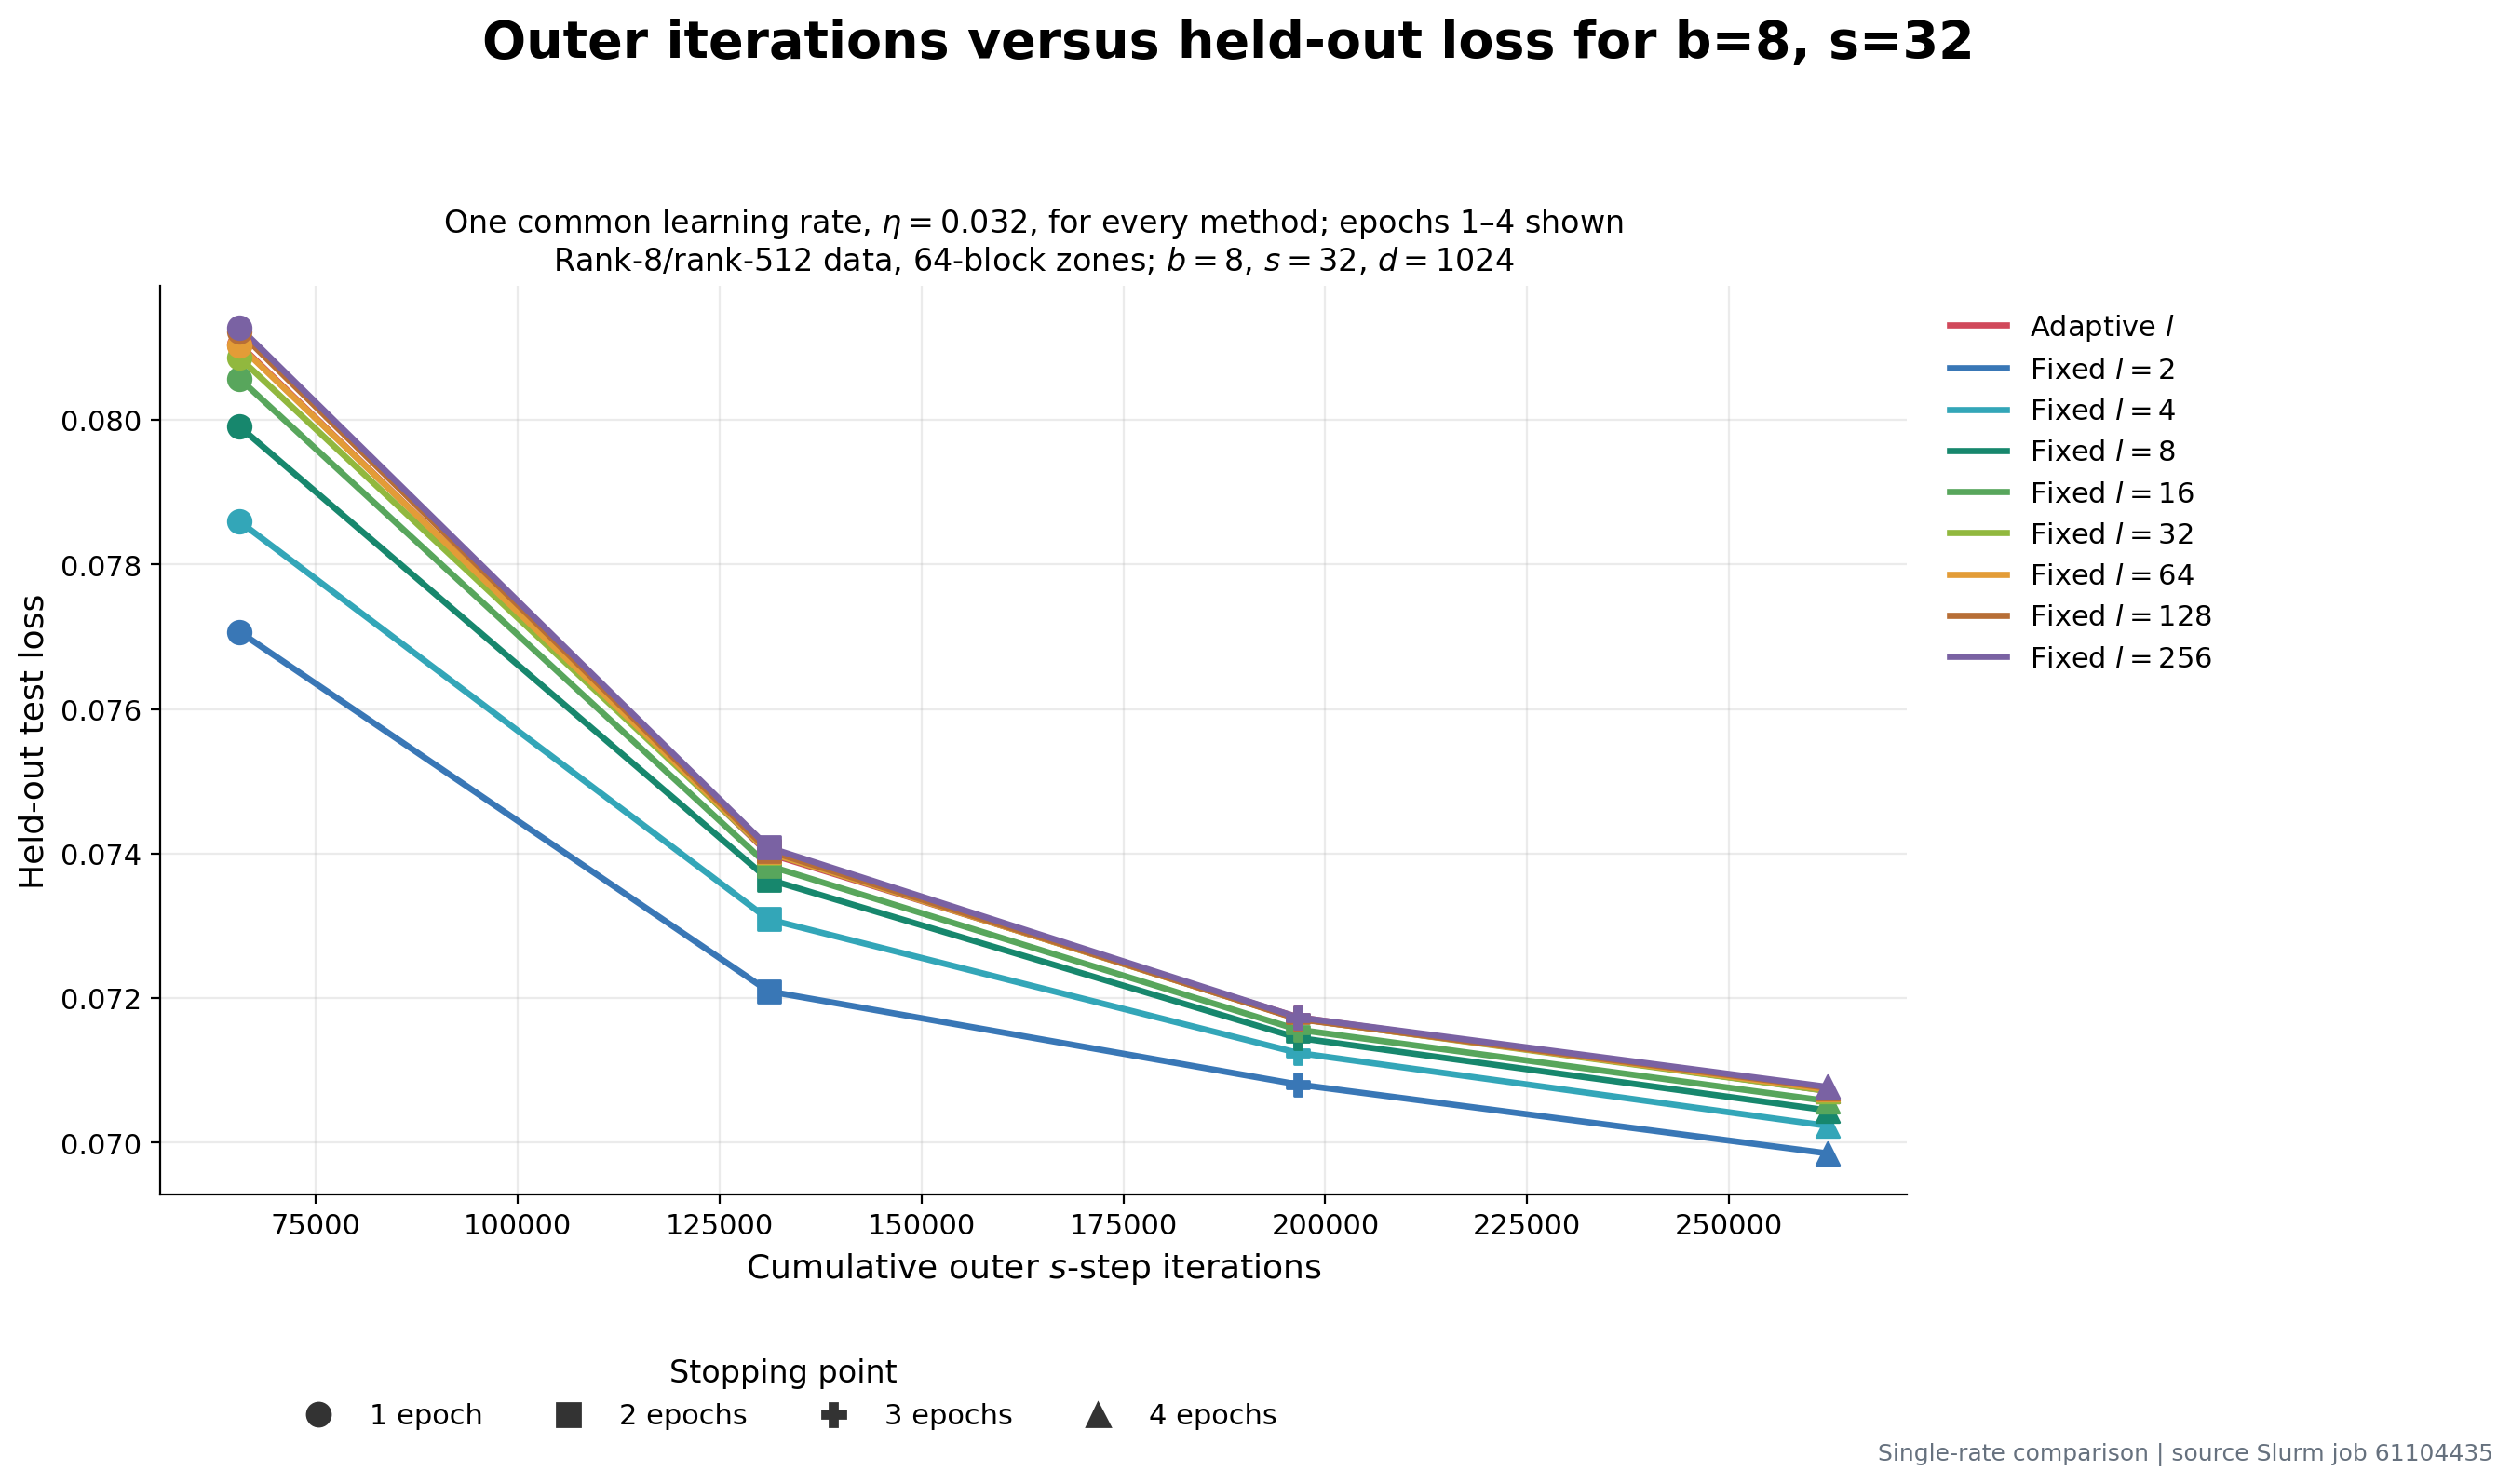 Outer iterations versus held-out loss for b=8, s=32
One common learning rate, η = 0.032, for every method; epochs 1–4 shown
Rank-8/rank-512 data, 64-block zones; b = 8, s = 32, d = 1024
Held-out test loss
0.080
0.078
0.076
0.074
0.072
0.070
75000 100000 125000 150000 175000 200000 225000 250000
Cumulative outer s-step iterations
Adaptive l
Fixed l = 2
Fixed l = 4
Fixed l = 8
Fixed l = 16
Fixed l = 32
Fixed l = 64
Fixed l = 128
Fixed l = 256
Stopping point
1 epoch 2 epochs 3 epochs 4 epochs
Single-rate comparison | source Slurm job 61104435